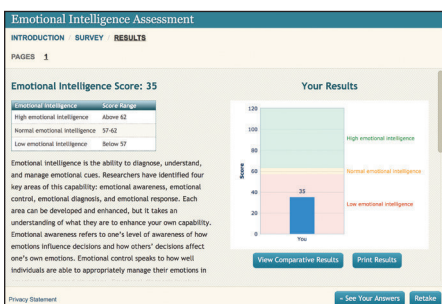 Emotional Intelligence Assessment
INTRODUCTION / SURVEY / RESULTS
PAGES 1
Emotional Intelligence Score: 35
Emotional Intelligence Score Range
High emotional intelligence Above 62
Normal emotional intelligence 57-62
Low emotional intelligence Below 57
Emotional intelligence is the ability to diagnose, understand,
and manage emotional cues. Researchers have identified four
key areas of this capability: emotional awareness, emotional
control, emotional diagnosis, and emotional response. Each
area can be developed and enhanced, but it takes an
understanding of what they are to enhance your own capability.
Emotional awareness refers to one's level of awareness of how
emotions influence decisions and how others' decisions affect
one's own emotions. Emotional control speaks to how well
individuals are able to appropriately manage their emotions in
Your Results
120
100
80
60
40
20
0
Score
35
You
High emotional intelligence
Normal emotional intelligence
Low emotional intelligence
View Comparative Results
Print Results
Privacy Statement
See Your Answers
Retake